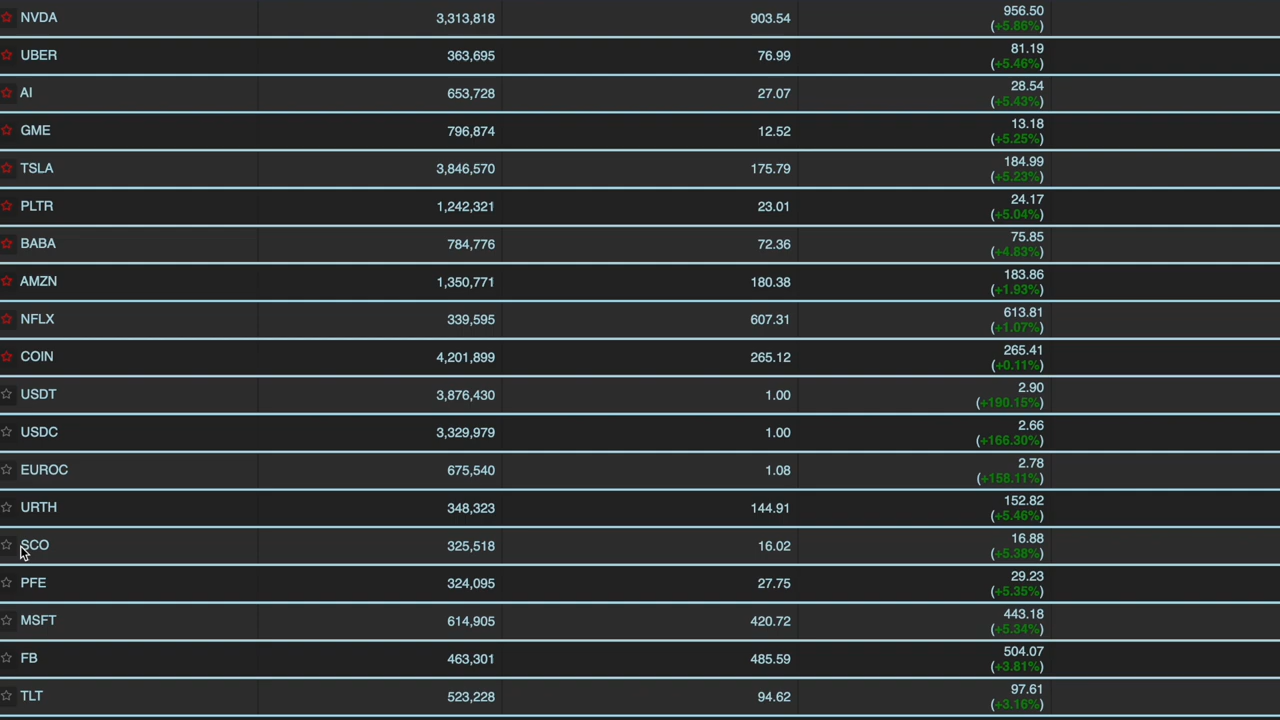 NVDA 3,313,818 903.54 956.50
(+5.86%)
UBER 363,695 76.99 81.19
(+5.46%)
AI 653,728 27.07 28.54
(+5.43%)
GME 796,874 12.52 13.18
(+5.25%)
TSLA 3,846,570 175.79 184.99
(+5.23%)
PLTR 1,242,321 23.01 24.17
(+5.04%)
BABA 784,776 72.36 75.85
(+4.83%)
AMZN 1,350,771 180.38 183.86
(+1.93%)
NFLX 339,595 607.31 613.81
(+1.07%)
COIN 4,201,899 265.12 265.41
(+0.11%)
USDT 3,876,430 1.00 2.90
(+190.15%)
USDC 3,329,979 1.00 2.66
(+166.30%)
EUROC 675,540 1.08 2.78
(+158.11%)
URTH 348,323 144.91 152.82
(+5.46%)
SCO 325,518 16.02 16.88
(+5.38%)
PFE 324,095 27.75 29.23
(+5.35%)
MSFT 614,905 420.72 443.18
(+5.34%)
FB 463,301 485.59 504.07
(+3.81%)
TLT 523,228 94.62 97.61
(+3.16%)